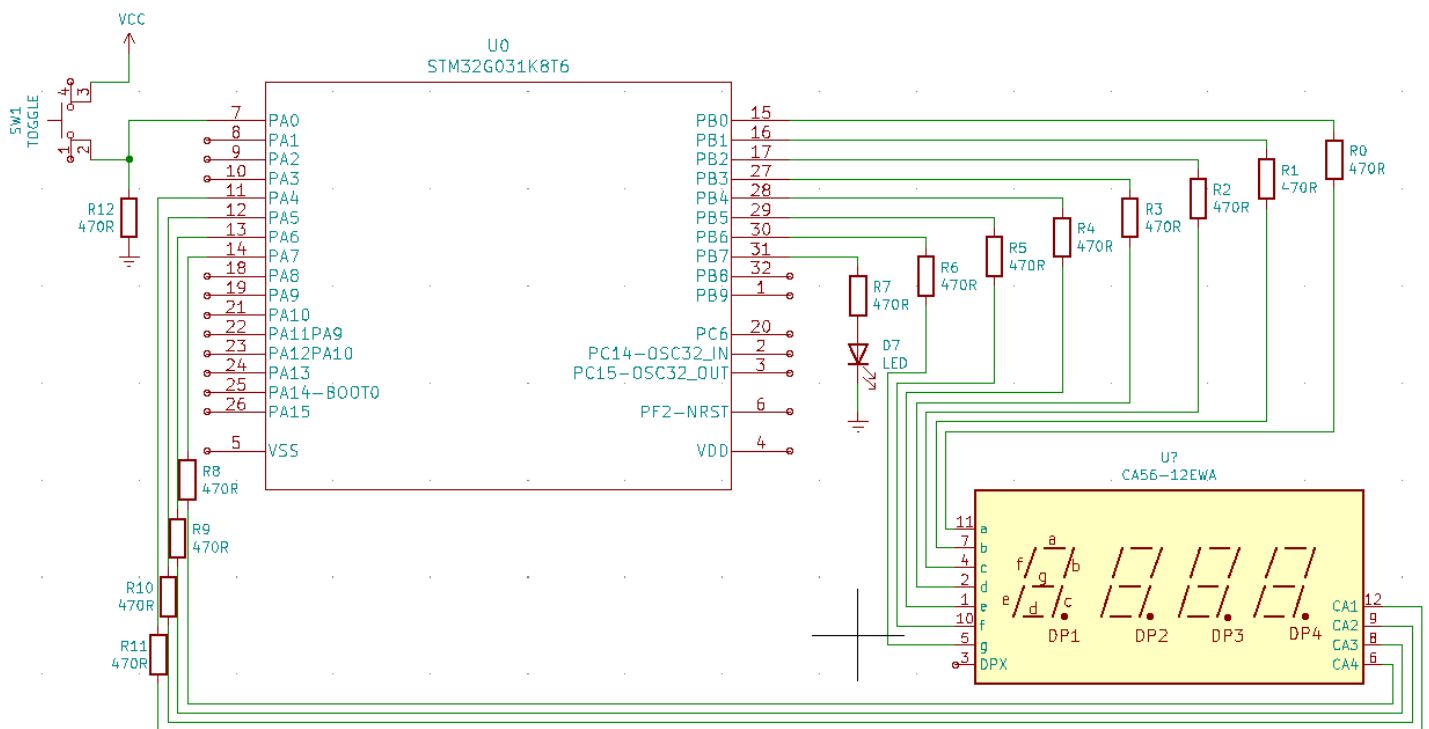 VCC
SW1
TOGGLE
4
3
1
2
R12
470R
U0
STM32G031K8T6
7 PA0
8 PA1
9 PA2
10 PA3
11 PA4
12 PA5
13 PA6
14 PA7
18 PA8
19 PA9
21 PA10
22 PA11PA9
23 PA12PA10
24 PA13
25 PA14-BOOT0
26 PA15
5 VSS
PB0 15
PB1 16
PB2 17
PB3 27
PB4 28
PB5 29
PB6 30
PB7 31
PB8 32
PB9 1
PC6 20
PC14-OSC32_IN 2
PC15-OSC32_OUT 3
PF2-NRST 6
VDD 4
R0
470R
R1
470R
R2
470R
R3
470R
R4
470R
R5
470R
R6
470R
R7
470R
D7
LED
R8
470R
R9
470R
R10
470R
R11
470R
U?
CA56-12EWA
11 a
7 b
4 c
2 d
1 e
10 f
5 g
3 DPX
a
f
b
g
e
c
d
DP1
DP2
DP3
DP4
CA1 12
CA2 9
CA3 8
CA4 6